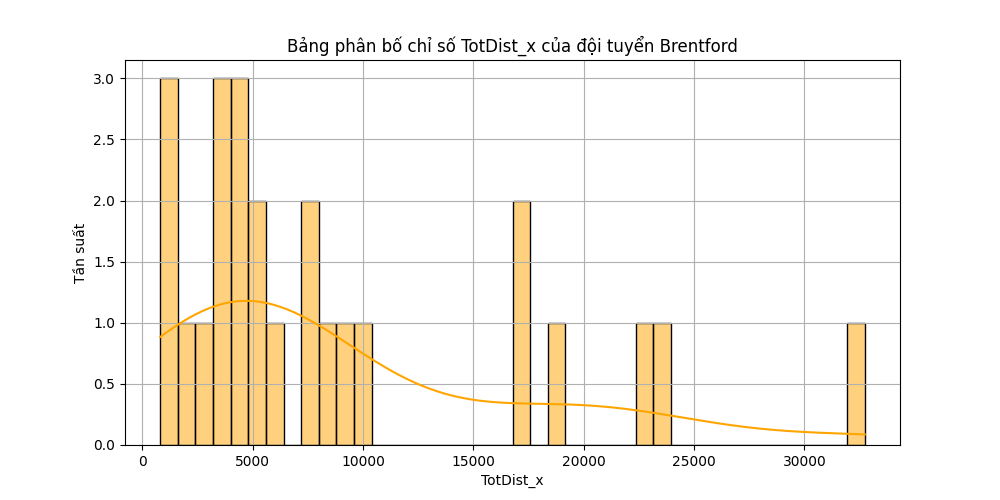 Bảng phân bố chỉ số TotDist_x của đội tuyển Brentford
Tần suất
3.0
2.5
2.0
1.5
1.0
0.5
0.0
0 5000 10000 15000 20000 25000 30000
TotDist_x